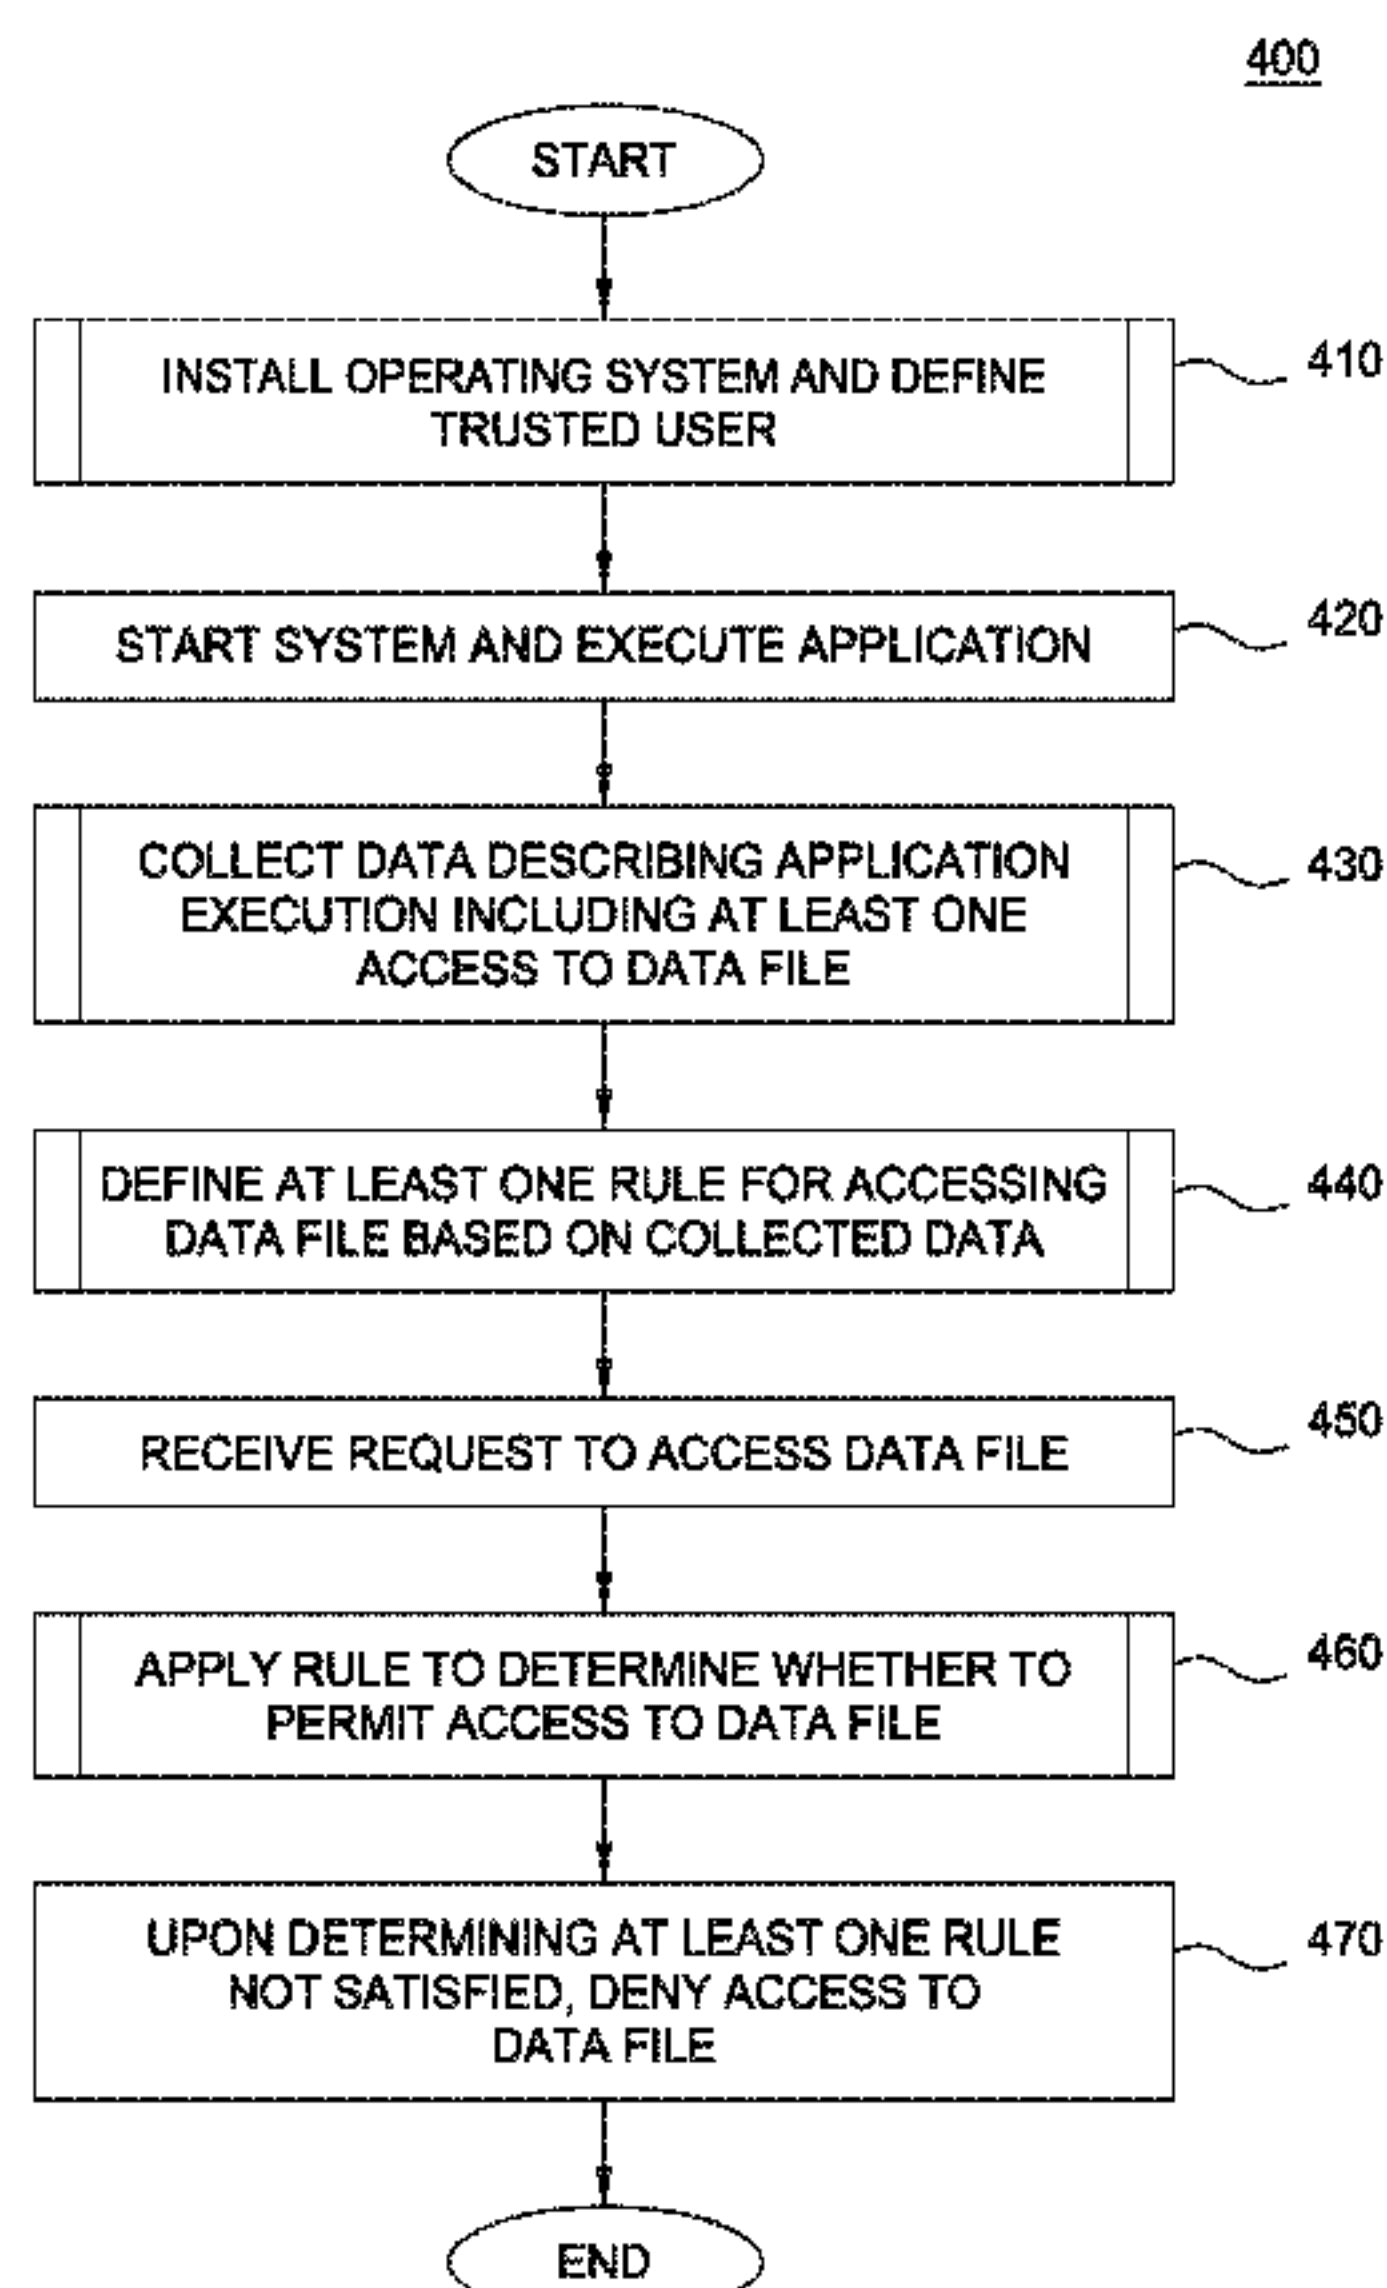 400
START
INSTALL OPERATING SYSTEM AND DEFINE
TRUSTED USER
410
START SYSTEM AND EXECUTE APPLICATION
420
COLLECT DATA DESCRIBING APPLICATION
EXECUTION INCLUDING AT LEAST ONE
ACCESS TO DATA FILE
430
DEFINE AT LEAST ONE RULE FOR ACCESSING
DATA FILE BASED ON COLLECTED DATA
440
RECEIVE REQUEST TO ACCESS DATA FILE
450
APPLY RULE TO DETERMINE WHETHER TO
PERMIT ACCESS TO DATA FILE
460
UPON DETERMINING AT LEAST ONE RULE
NOT SATISFIED, DENY ACCESS TO
DATA FILE
470
END